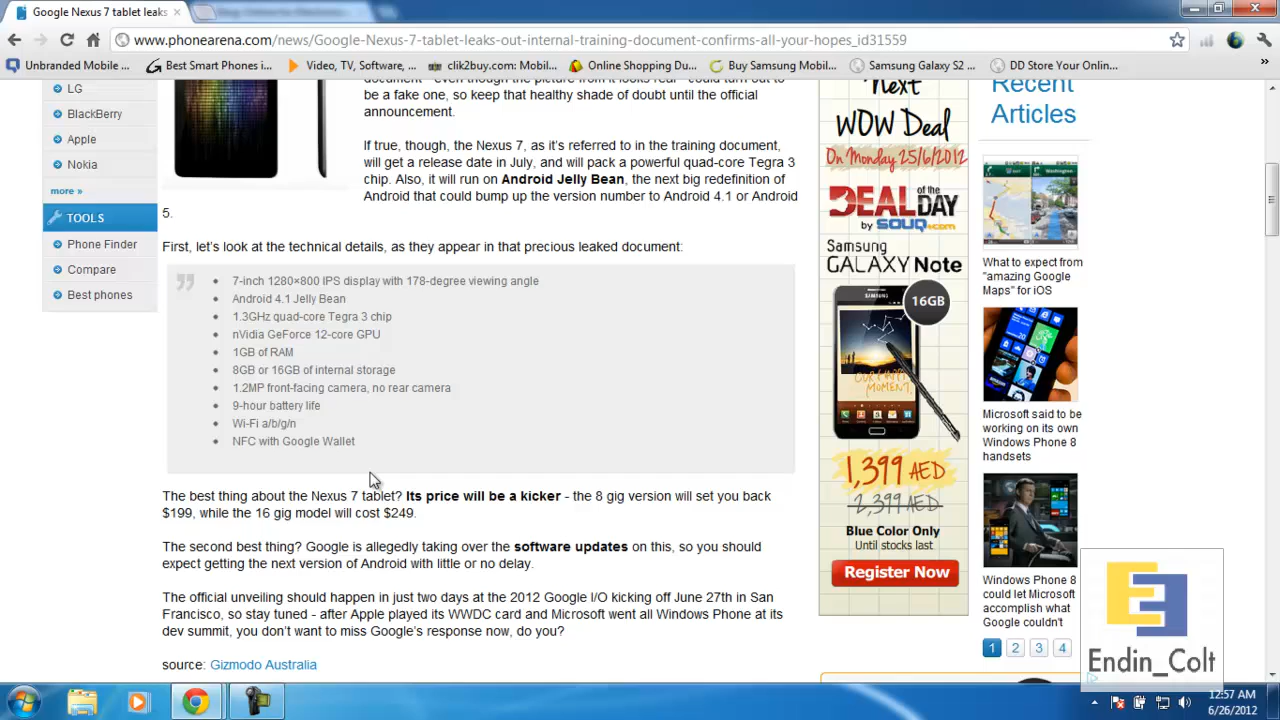 Google Nexus 7 tablet leaks
www.phonearena.com/news/Google-Nexus-7-tablet-leaks-out-internal-training-document-confirms-all-your-hopes_id31559
Unbranded Mobile ...
Best Smart Phones i...
Video, TV, Software, ...
clik2buy.com: Mobil...
Online Shopping Du...
Buy Samsung Mobil...
Samsung Galaxy S2 ...
DD Store Your Onlin...
LG
BlackBerry
Apple
Nokia
more »
TOOLS
Phone Finder
Compare
Best phones
be a fake one, so keep that healthy shade of doubt until the official
announcement.
If true, though, the Nexus 7, as it's referred to in the training document,
will get a release date in July, and will pack a powerful quad-core Tegra 3
chip. Also, it will run on Android Jelly Bean, the next big redefinition of
Android that could bump up the version number to Android 4.1 or Android
5.
First, let's look at the technical details, as they appear in that precious leaked document:
• 7-inch 1280×800 IPS display with 178-degree viewing angle
• Android 4.1 Jelly Bean
• 1.3GHz quad-core Tegra 3 chip
• nVidia GeForce 12-core GPU
• 1GB of RAM
• 8GB or 16GB of internal storage
• 1.2MP front-facing camera, no rear camera
• 9-hour battery life
• Wi-Fi a/b/g/n
• NFC with Google Wallet
The best thing about the Nexus 7 tablet? Its price will be a kicker - the 8 gig version will set you back
$199, while the 16 gig model will cost $249.
The second best thing? Google is allegedly taking over the software updates on this, so you should
expect getting the next version of Android with little or no delay.
The official unveiling should happen in just two days at the 2012 Google I/O kicking off June 27th in San
Francisco, so stay tuned - after Apple played its WWDC card and Microsoft went all Windows Phone at its
dev summit, you don't want to miss Google's response now, do you?
source: Gizmodo Australia
Next
WOW Deal
On Monday 25/6/2012
DEAL of the DAY
by SOUQ.com
Samsung
GALAXY Note
16GB
SAMSUNG
1,399 AED
2,399 AED
Blue Color Only
Until stocks last
Register Now
Recent
Articles
What to expect from
"amazing Google
Maps" for iOS
Microsoft said to be
working on its own
Windows Phone 8
handsets
Windows Phone 8
could let Microsoft
accomplish what
Google couldn't
1 2 3 4
Endin_Colt
12:57 AM
6/26/2012